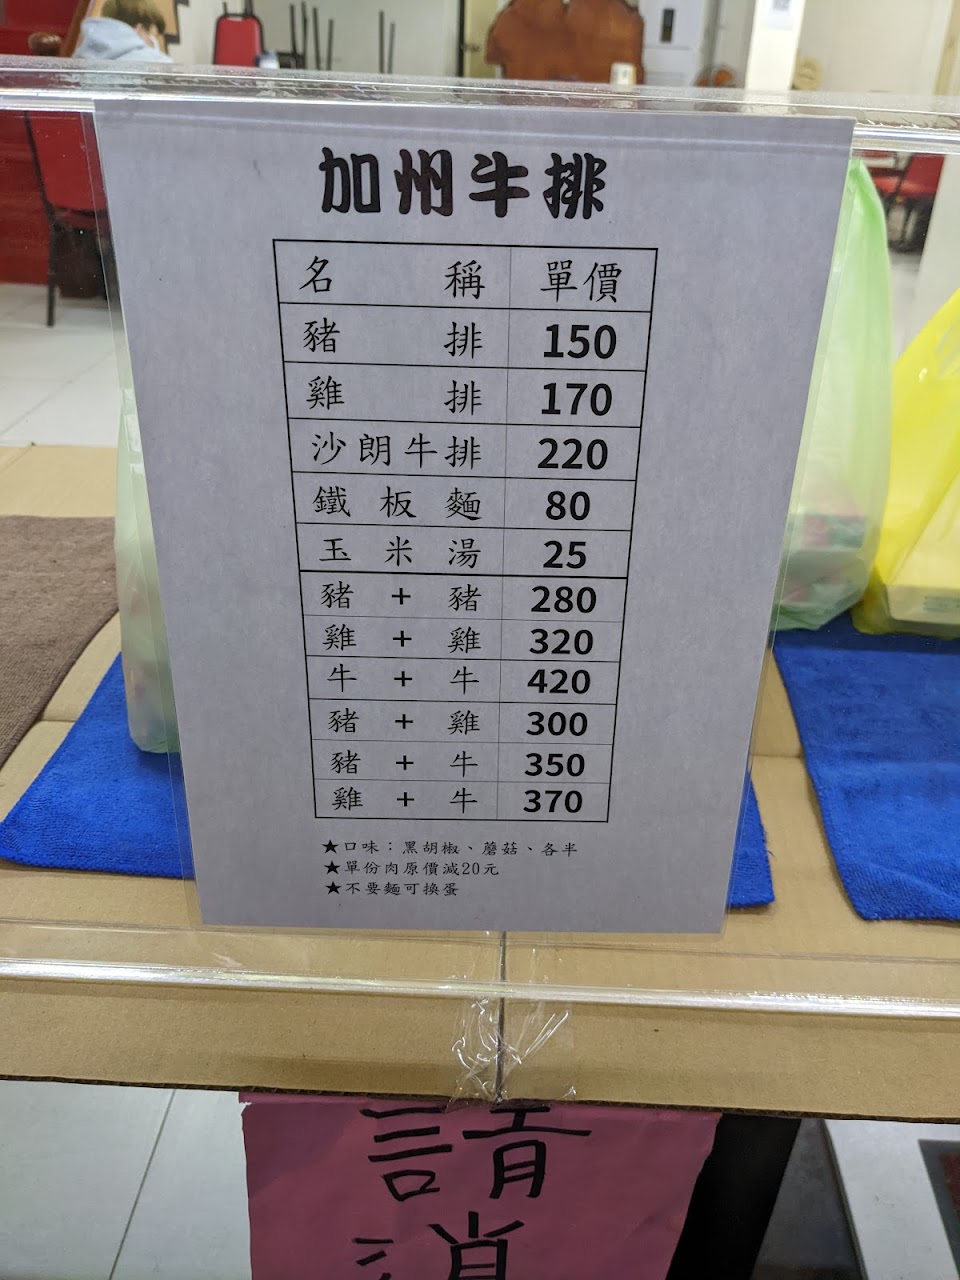 加州牛排
名稱 單價
豬排 150
雞排 170
沙朗牛排 220
鐵板麵 80
玉米湯 25
豬+豬 280
雞+雞 320
牛+牛 420
豬+雞 300
豬+牛 350
雞+牛 370
★口味：黑胡椒、蘑菇、各半
★單份肉原價減20元
★不要麵可換蛋
請
消